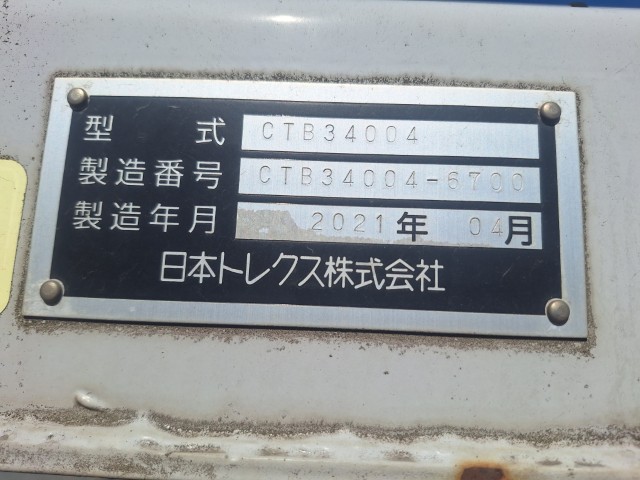 型 式 CTB34004
製造番号 CTB34004-6700
製造年月 2021年 04月
日本トレクス株式会社